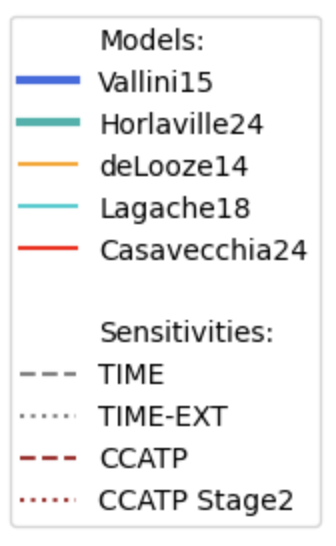 Models:
Vallini15
Horlaville24
deLooze14
Lagache18
Casavecchia24
Sensitivities:
TIME
TIME-EXT
CCATP
CCATP Stage2